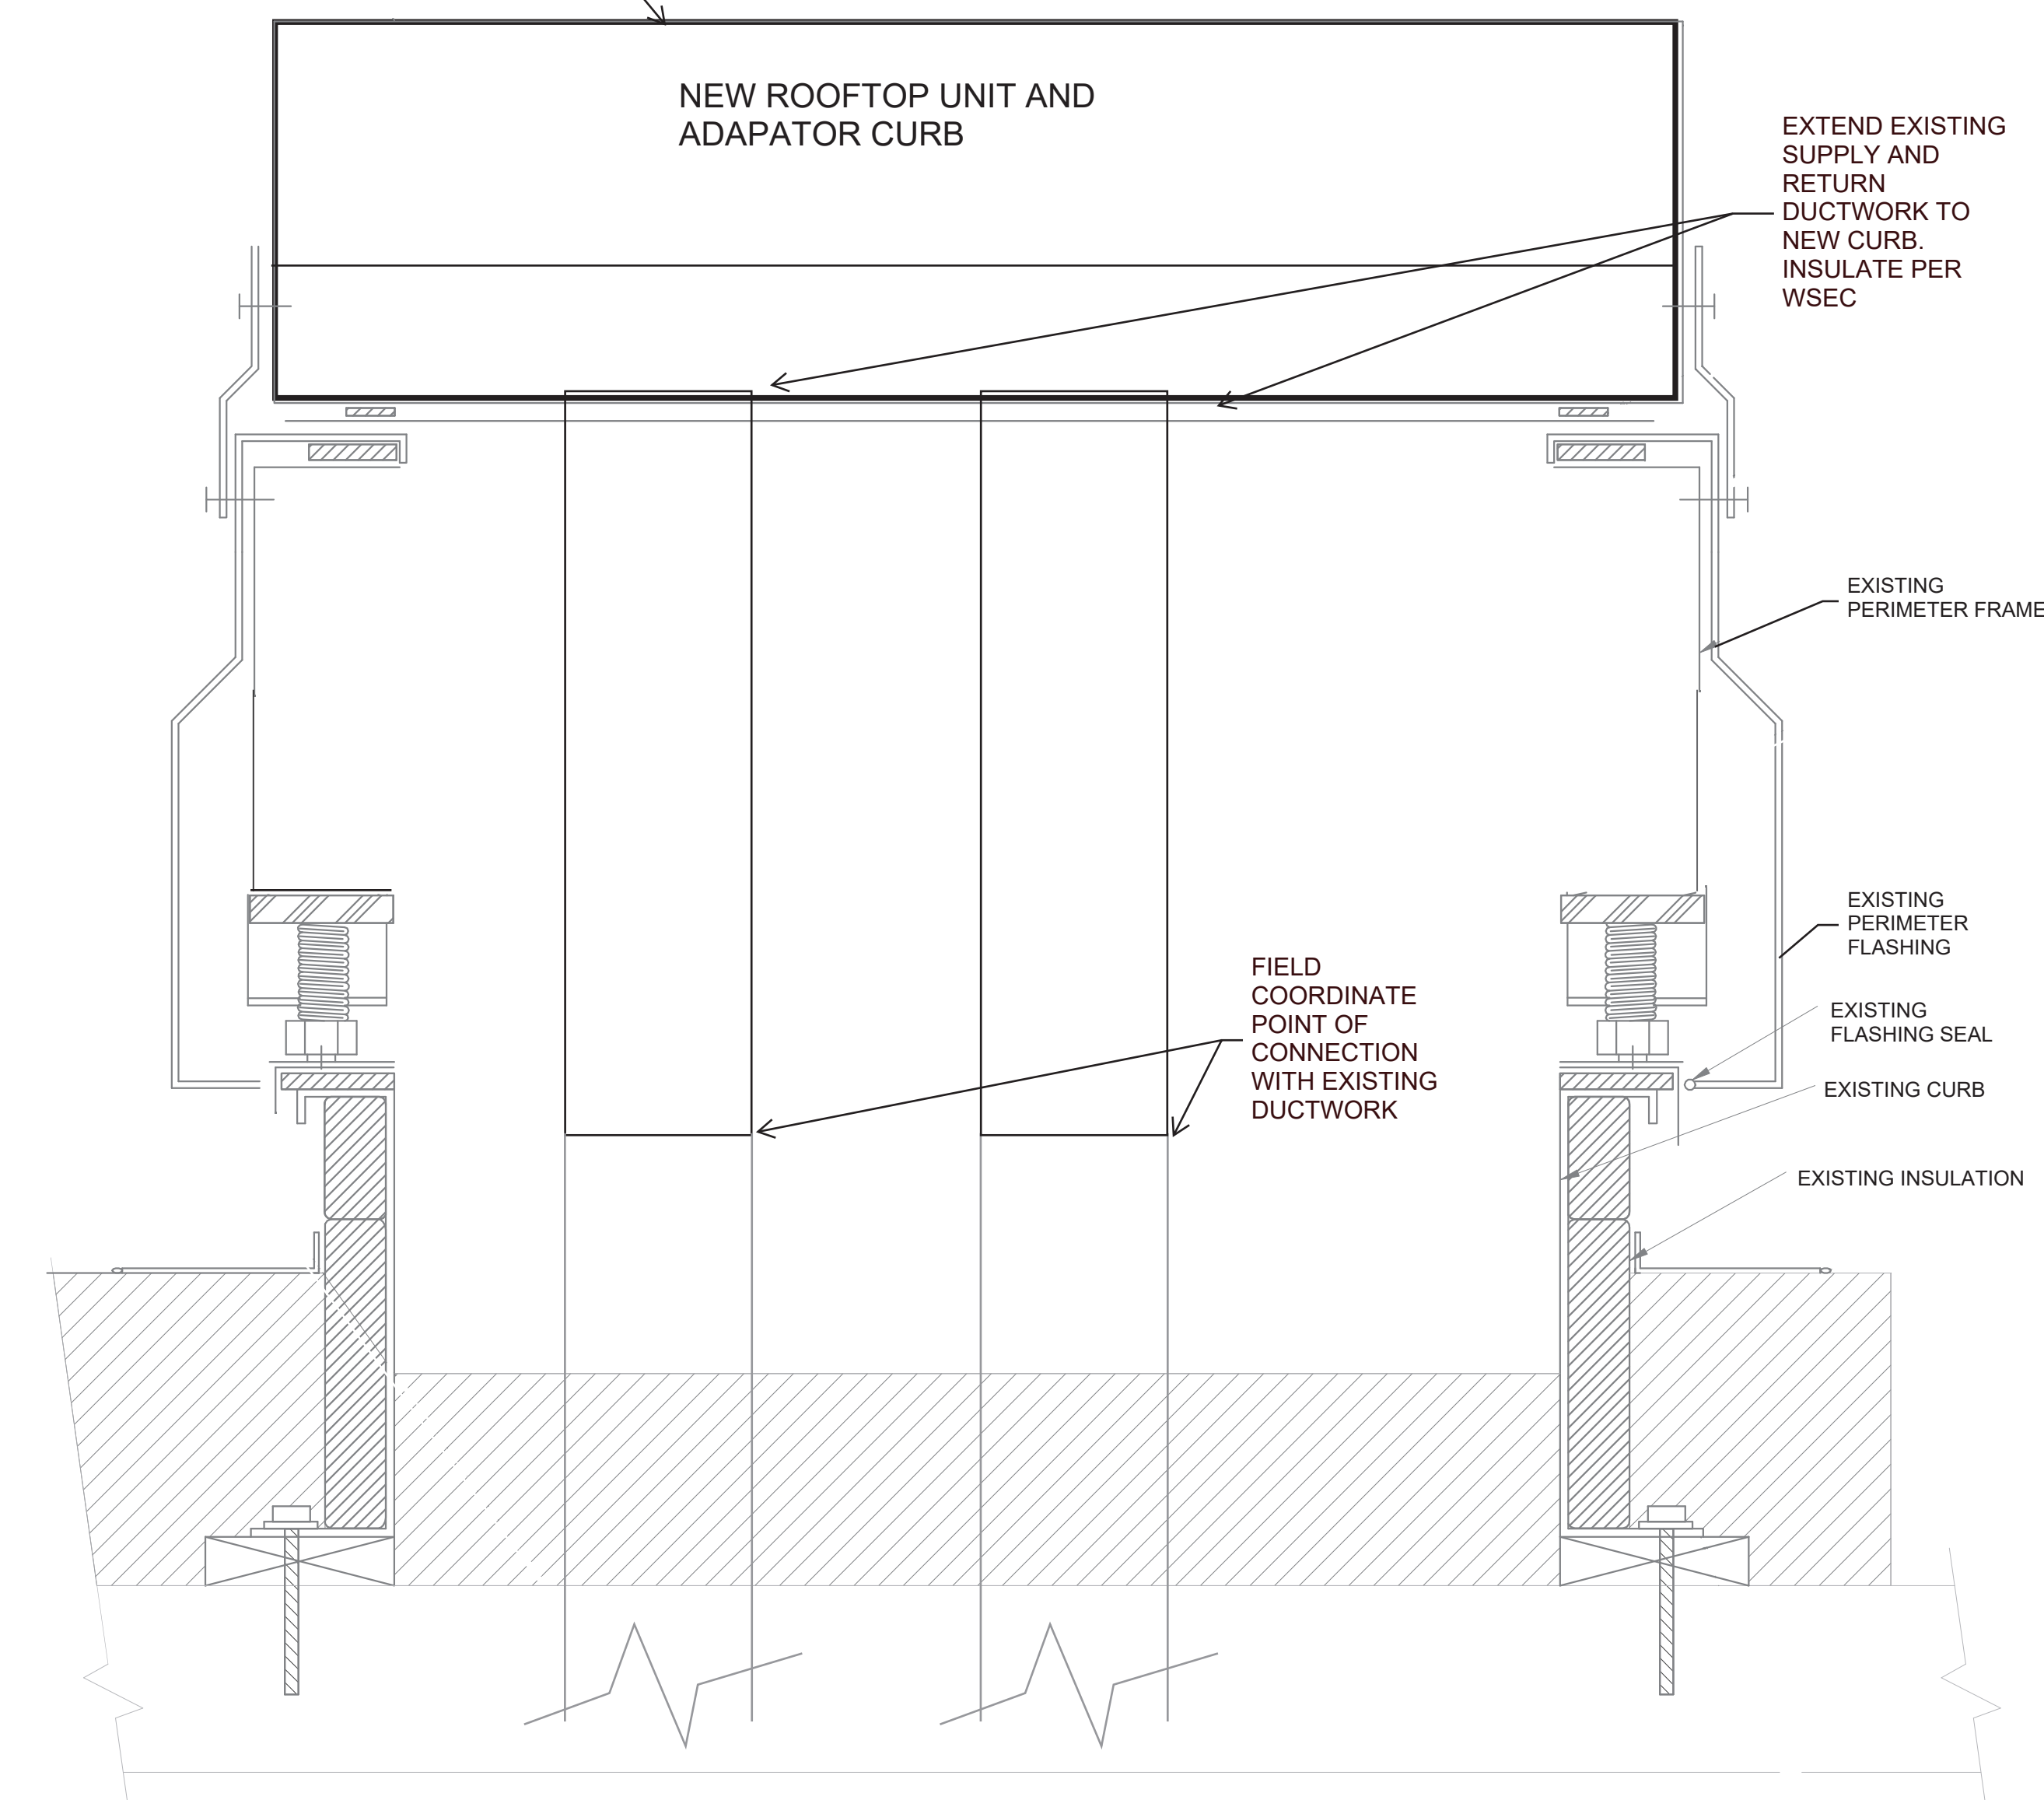 NEW ROOFTOP UNIT AND
ADAPATOR CURB
EXTEND EXISTING
SUPPLY AND
RETURN
DUCTWORK TO
NEW CURB.
INSULATE PER
WSEC
EXISTING
PERIMETER FRAME
EXISTING
PERIMETER
FLASHING
FIELD
COORDINATE
POINT OF
CONNECTION
WITH EXISTING
DUCTWORK
EXISTING
FLASHING SEAL
EXISTING CURB
EXISTING INSULATION